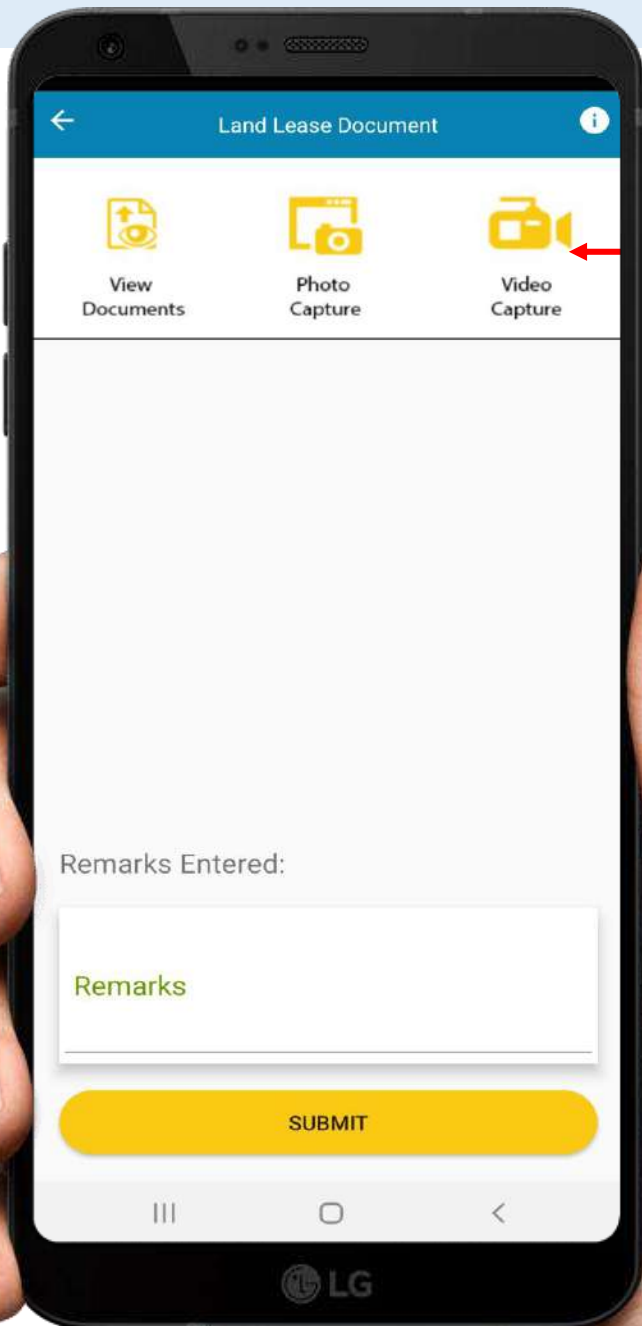 Land Lease Document
View
Documents
Photo
Capture
Video
Capture
Remarks Entered:
Remarks
SUBMIT
LG